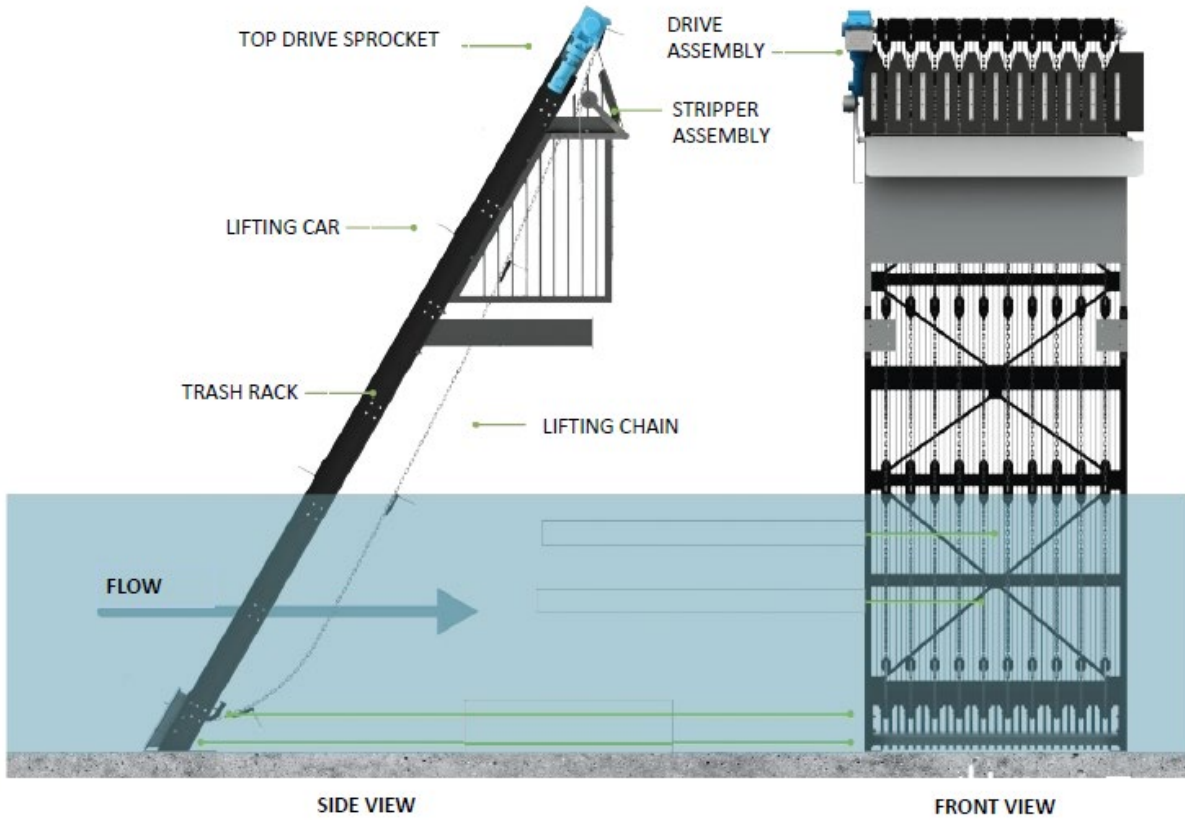 TOP DRIVE SPROCKET
DRIVE
ASSEMBLY
STRIPPER
ASSEMBLY
LIFTING CAR
TRASH RACK
LIFTING CHAIN
FLOW
SIDE VIEW
FRONT VIEW